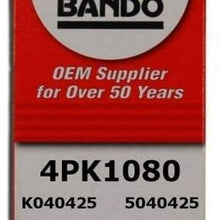 BANDO
OEM Supplier
for Over 50 Years
4PK1080
K040425 5040425